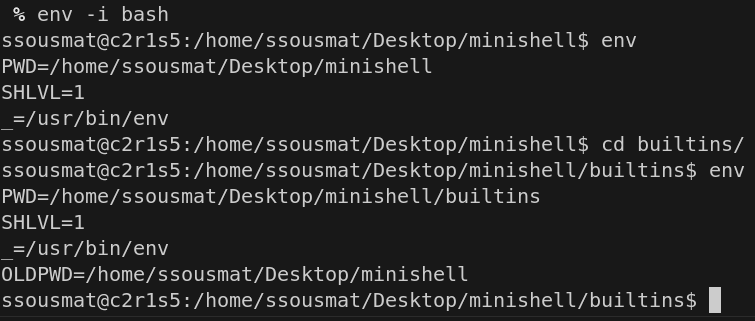 % env -i bash
ssousmat@c2r1s5:/home/ssousmat/Desktop/minishell$ env
PWD=/home/ssousmat/Desktop/minishell
SHLVL=1
_=/usr/bin/env
ssousmat@c2r1s5:/home/ssousmat/Desktop/minishell$ cd builtins/
ssousmat@c2r1s5:/home/ssousmat/Desktop/minishell/builtins$ env
PWD=/home/ssousmat/Desktop/minishell/builtins
SHLVL=1
_=/usr/bin/env
OLDPWD=/home/ssousmat/Desktop/minishell
ssousmat@c2r1s5:/home/ssousmat/Desktop/minishell/builtins$